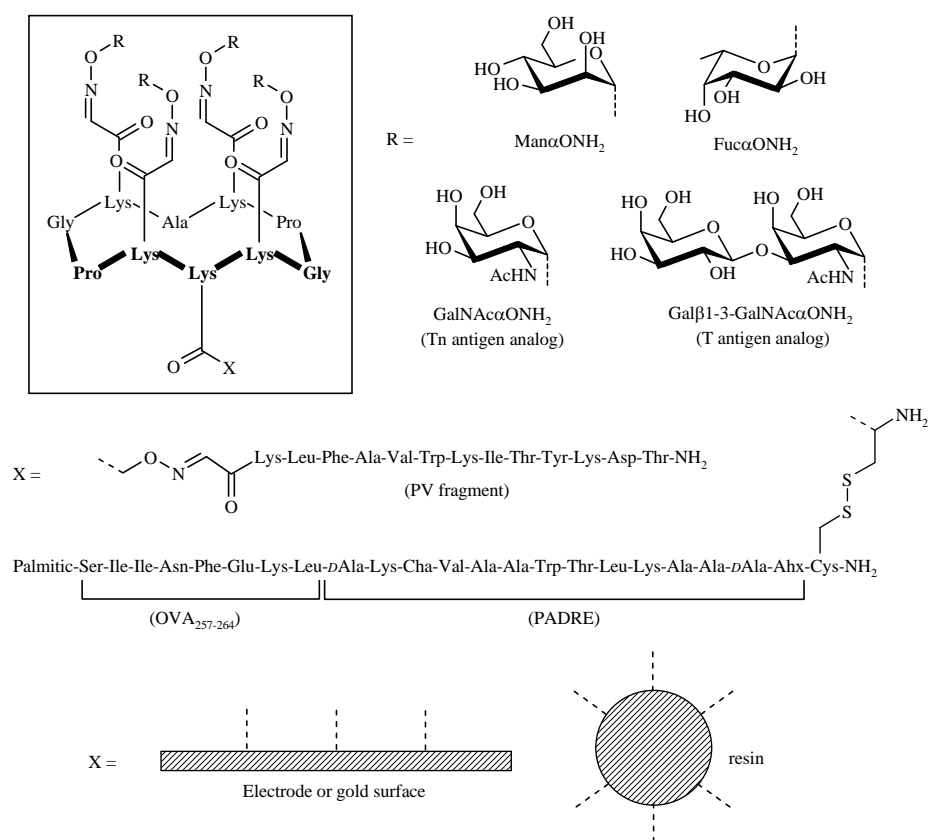 R R
O O
R R
N O N O
O O
N N
O O
Lys Lys
Gly Ala Pro
Pro Lys Lys Lys Gly
O X
R =
HO OH
HO
HO O
ManαONH₂
O
OH
OH
HO
FucαONH₂
HO OH
HO O
AcHN
GalNAcαONH₂
(Tn antigen analog)
HO OH HO OH
HO O O O
OH AcHN
Galβ1-3-GalNAcαONH₂
(T antigen analog)
X =
O N O Lys-Leu-Phe-Ala-Val-Trp-Lys-Ile-Thr-Tyr-Lys-Asp-Thr-NH₂
(PV fragment)
NH₂
S
S
Palmitic-Ser-Ile-Ile-Asn-Phe-Glu-Lys-Leu-DAla-Lys-Cha-Val-Ala-Ala-Trp-Thr-Leu-Lys-Ala-Ala-DAla-Ahx-Cys-NH₂
(OVA₂₅₇₋₂₆₄) (PADRE)
X =
Electrode or gold surface
resin